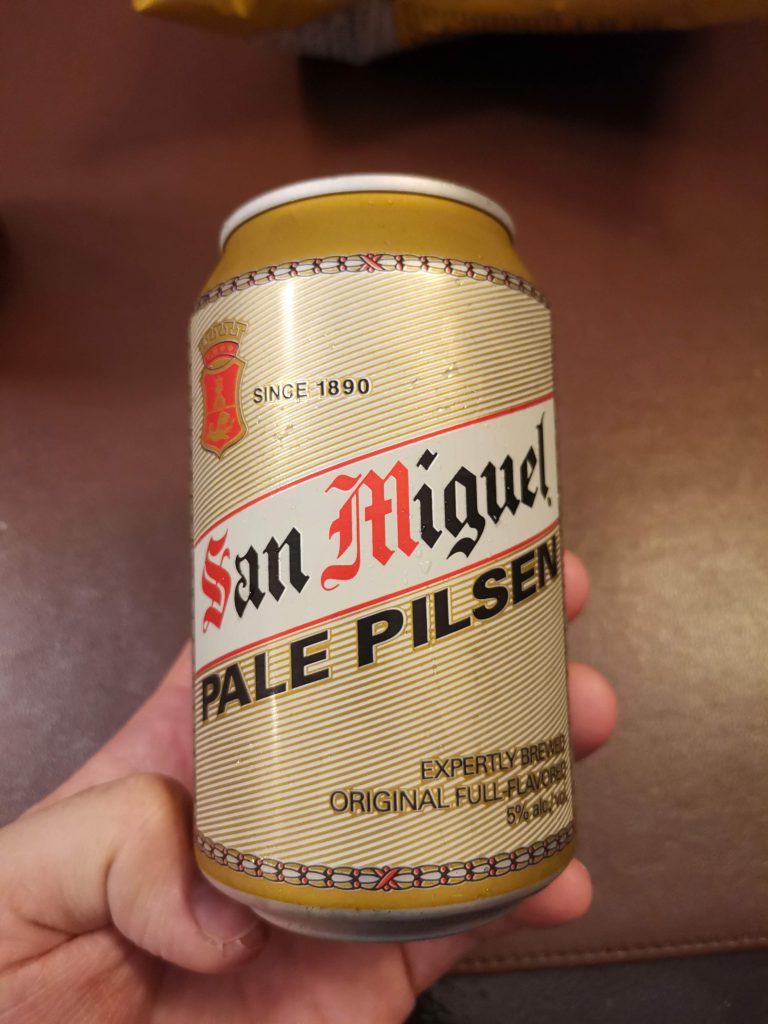 SINCE 1890
San Miguel
PALE PILSEN
EXPERTLY BREWED
ORIGINAL FULL-FLAVORED
5% alc./vol.